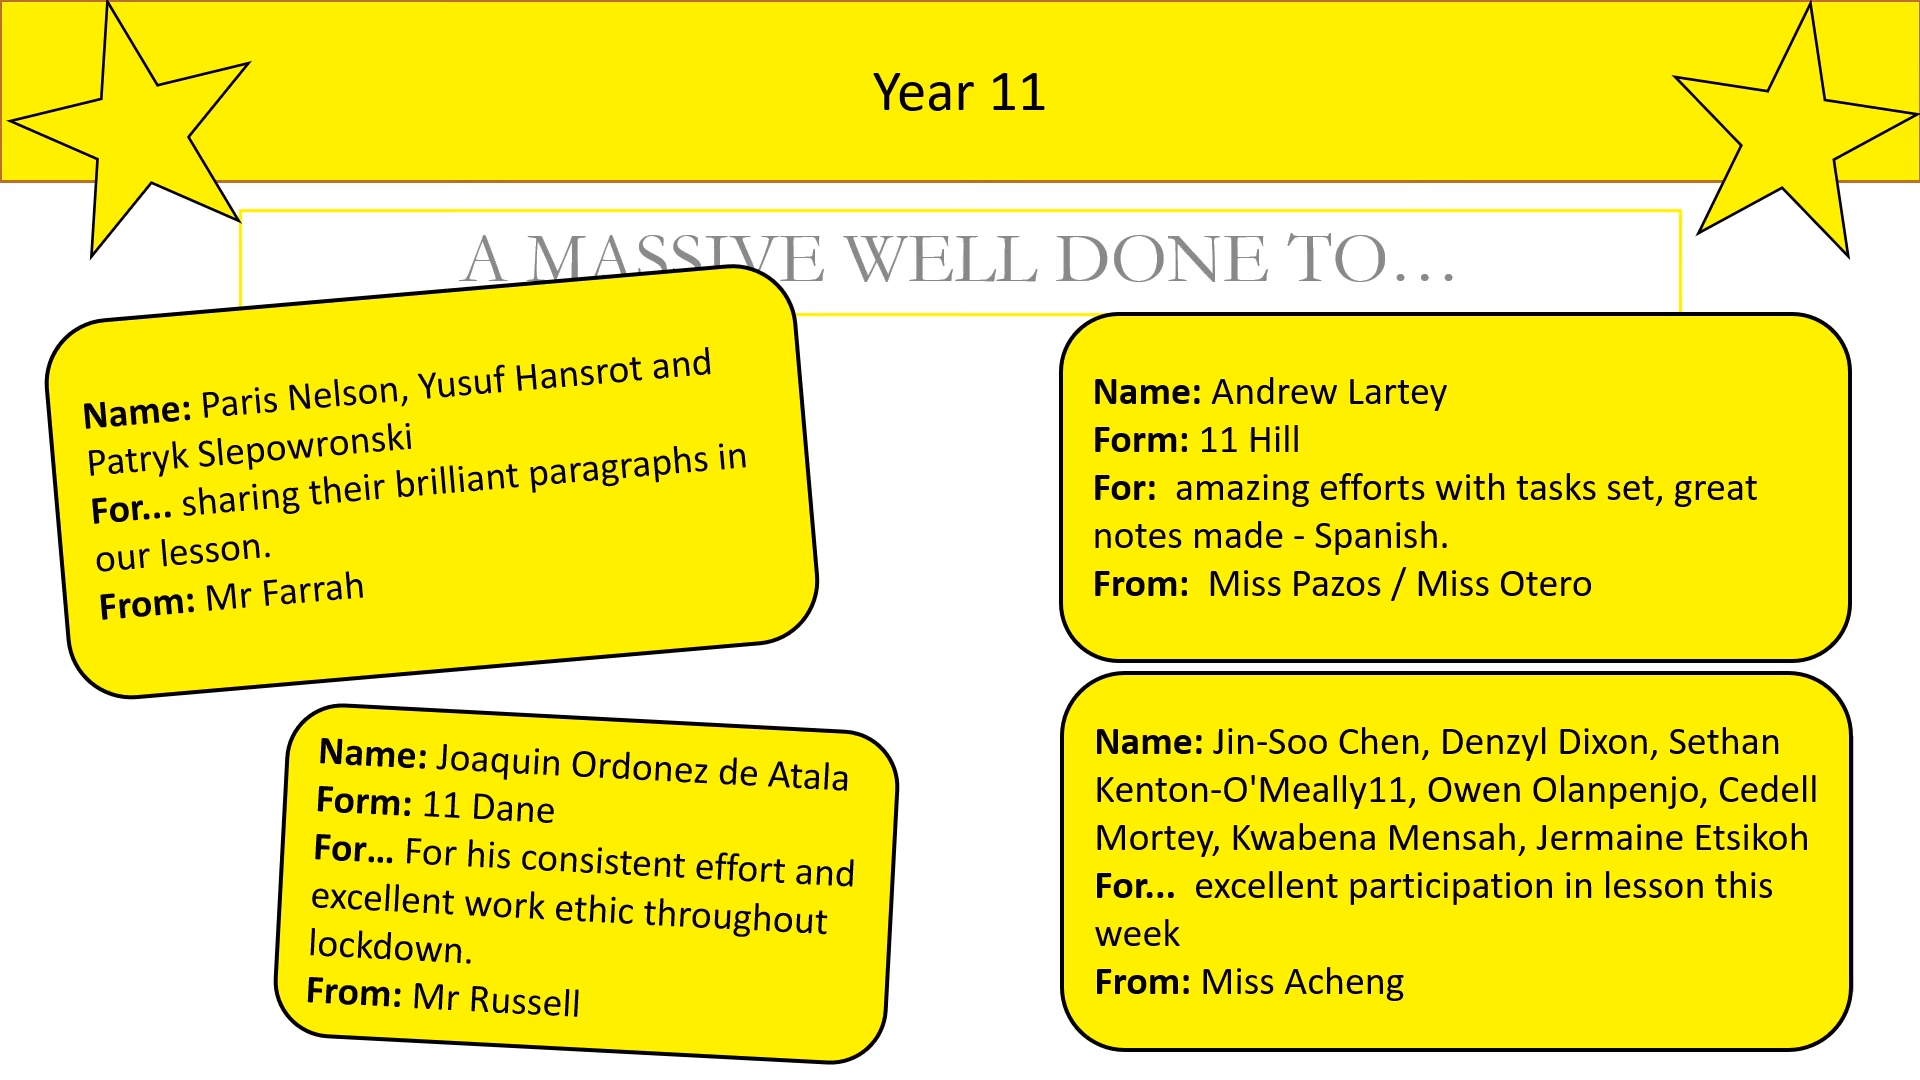 Year 11
A MASSIVE WELL DONE TO...
Name: Paris Nelson, Yusuf Hansrot and
Patryk Slepowronski
For... sharing their brilliant paragraphs in
our lesson.
From: Mr Farrah
Name: Andrew Lartey
Form: 11 Hill
For:  amazing efforts with tasks set, great
notes made - Spanish.
From:  Miss Pazos / Miss Otero
Name: Joaquin Ordonez de Atala
Form: 11 Dane
For... For his consistent effort and
excellent work ethic throughout
lockdown.
From: Mr Russell
Name: Jin-Soo Chen, Denzyl Dixon, Sethan
Kenton-O'Meally11, Owen Olanpenjo, Cedell
Mortey, Kwabena Mensah, Jermaine Etsikoh
For...  excellent participation in lesson this
week
From: Miss Acheng